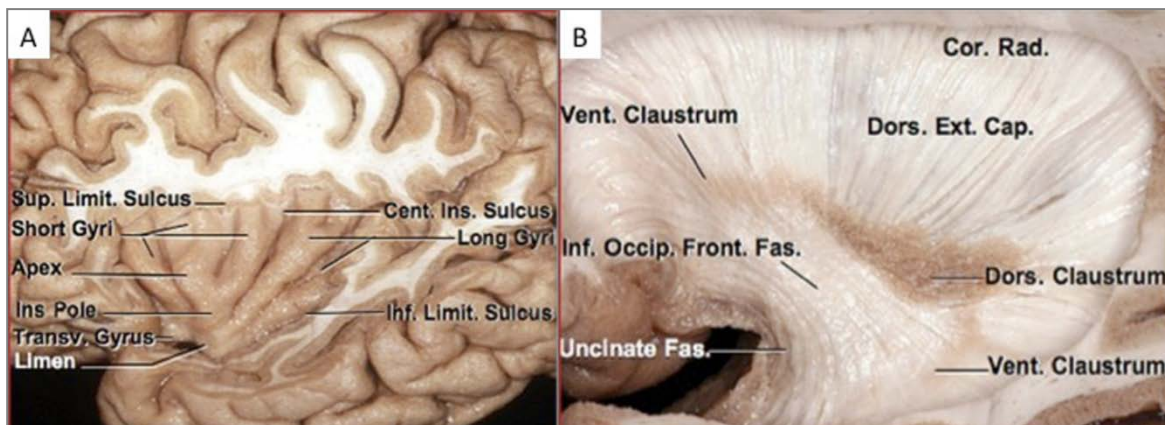 A
Sup. Limit. Sulcus
Short Gyri
Apex
Ins Pole
Transv. Gyrus
Limen
Cent. Ins. Sulcus
Long Gyri
Inf. Limit. Sulcus
B
Cor. Rad.
Vent. Claustrum
Dors. Ext. Cap.
Inf. Occip. Front. Fas.
Dors. Claustrum
Uncinate Fas.
Vent. Claustrum